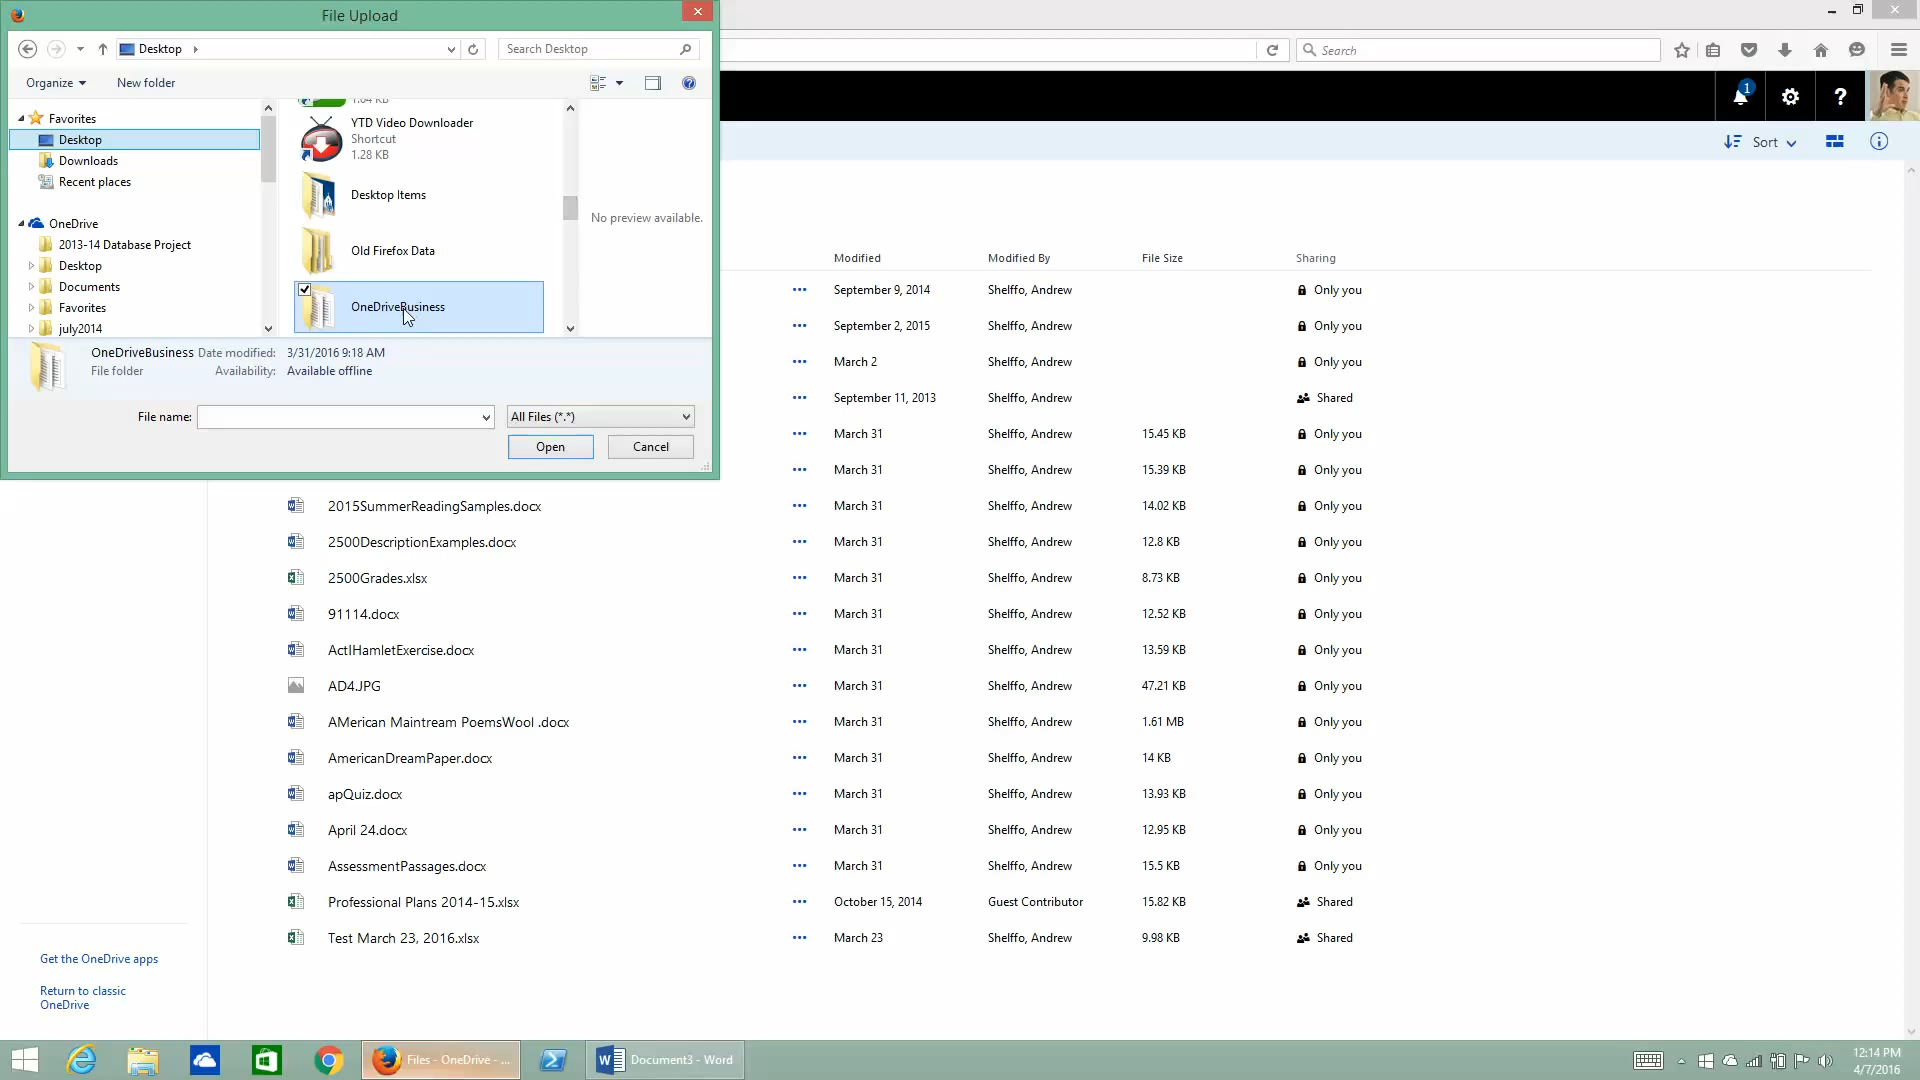 File Upload
Desktop
Search Desktop
Search
Organize
New folder
1
?
Favorites
Desktop
Downloads
Recent places
OneDrive
2013-14 Database Project
Desktop
Documents
Favorites
july2014
1.04 KB
YTD Video Downloader
Shortcut
1.28 KB
Desktop Items
Old Firefox Data
OneDriveBusiness
No preview available.
OneDriveBusiness Date modified: 3/31/2016 9:18 AM
File folder Availability: Available offline
File name:
All Files (*.*)
Open
Cancel
Sort
Modified Modified By File Size Sharing
September 9, 2014 Shelffo, Andrew Only you
September 2, 2015 Shelffo, Andrew Only you
March 2 Shelffo, Andrew Only you
September 11, 2013 Shelffo, Andrew Shared
March 31 Shelffo, Andrew 15.45 KB Only you
March 31 Shelffo, Andrew 15.39 KB Only you
2015SummerReadingSamples.docx March 31 Shelffo, Andrew 14.02 KB Only you
2500DescriptionExamples.docx March 31 Shelffo, Andrew 12.8 KB Only you
2500Grades.xlsx March 31 Shelffo, Andrew 8.73 KB Only you
91114.docx March 31 Shelffo, Andrew 12.52 KB Only you
ActIHamletExercise.docx March 31 Shelffo, Andrew 13.59 KB Only you
AD4.JPG March 31 Shelffo, Andrew 47.21 KB Only you
AMerican Maintream PoemsWool .docx March 31 Shelffo, Andrew 1.61 MB Only you
AmericanDreamPaper.docx March 31 Shelffo, Andrew 14 KB Only you
apQuiz.docx March 31 Shelffo, Andrew 13.93 KB Only you
April 24.docx March 31 Shelffo, Andrew 12.95 KB Only you
AssessmentPassages.docx March 31 Shelffo, Andrew 15.5 KB Only you
Professional Plans 2014-15.xlsx October 15, 2014 Guest Contributor 15.82 KB Shared
Test March 23, 2016.xlsx March 23 Shelffo, Andrew 9.98 KB Shared
Get the OneDrive apps
Return to classic
OneDrive
Files - OneDrive - ...
Document3 - Word
12:14 PM
4/7/2016